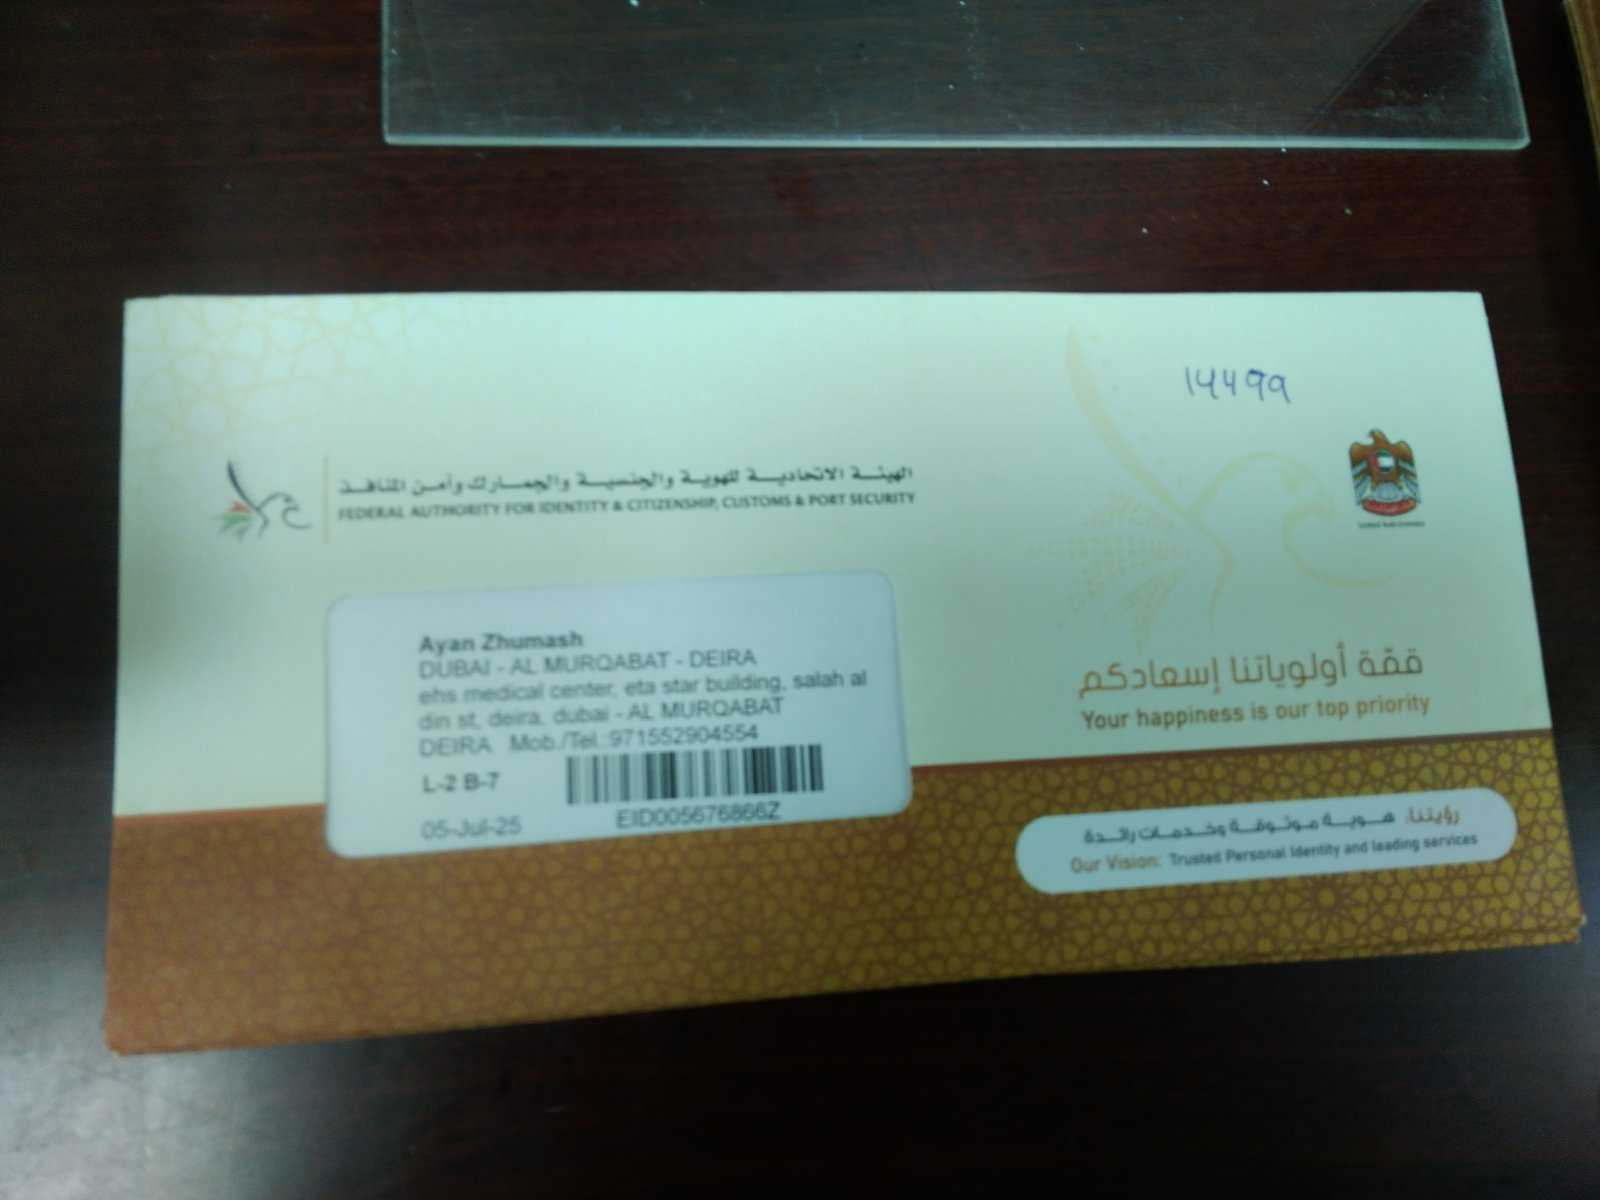 14499
الهيئة الاتحادية للهوية والجنسية والجمارك وأمن المنافذ
FEDERAL AUTHORITY FOR IDENTITY & CITIZENSHIP, CUSTOMS & PORT SECURITY
Ayan Zhumash
DUBAI - AL MURQABAT - DEIRA
ehs medical center, eta star building, salah al
din st, deira, dubai - AL MURQABAT
DEIRA Mob./Tel.:971552904554
L-2 B-7
05-Jul-25
EID005676866Z
قمّة أولوياتنا إسعادكم
Your happiness is our top priority
رؤيتنا: هوية موثوقة وخدمات رائدة
Our Vision: Trusted Personal Identity and leading services